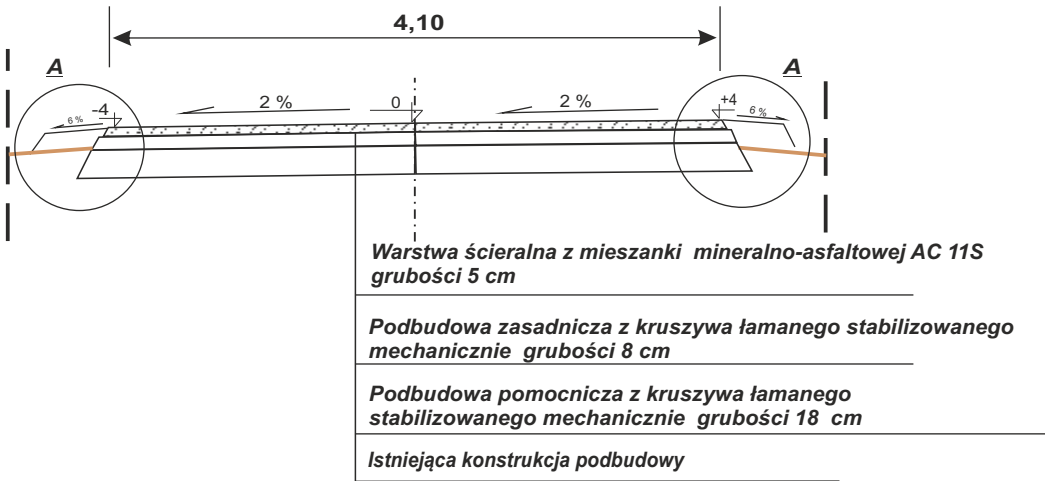 4,10
A
A
-4
2 %
0
2 %
+4
6 %
6 %
Warstwa ścieralna z mieszanki mineralno-asfaltowej AC 11S
grubości 5 cm
Podbudowa zasadnicza z kruszywa łamanego stabilizowanego
mechanicznie grubości 8 cm
Podbudowa pomocnicza z kruszywa łamanego
stabilizowanego mechanicznie grubości 18 cm
Istniejąca konstrukcja podbudowy